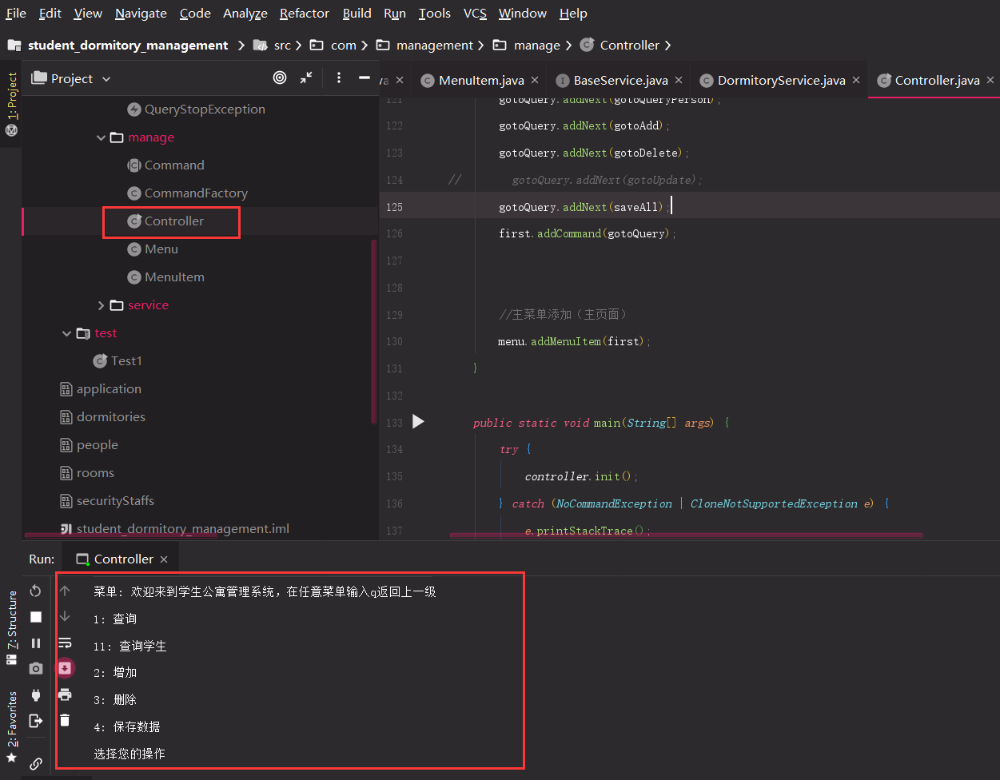 File Edit View Navigate Code Analyze Refactor Build Run Tools VCS Window Help
student_dormitory_management src com management manage Controller
1: Project
Project
QueryStopException
manage
Command
CommandFactory
Controller
Menu
MenuItem
service
test
Test1
application
dormitories
people
rooms
securityStaffs
student_dormitory_management.iml
va MenuItem.java BaseService.java DormitoryService.java Controller.java
121 gotoQuery.addNext(gotoQueryPerson);
122 gotoQuery.addNext(gotoAdd);
123 gotoQuery.addNext(gotoDelete);
124 // gotoQuery.addNext(gotoUpdate);
125 gotoQuery.addNext(saveAll);
126 first.addCommand(gotoQuery);
127
128
129 //主菜单添加（主页面）
130 menu.addMenuItem(first);
131 }
132
133 public static void main(String[] args) {
134 try {
135 controller.init();
136 } catch (NoCommandException | CloneNotSupportedException e) {
137 e.printStackTrace();
Run: Controller
7: Structure
2: Favorites
菜单: 欢迎来到学生公寓管理系统，在任意菜单输入q返回上一级
1: 查询
11: 查询学生
2: 增加
3: 删除
4: 保存数据
选择您的操作